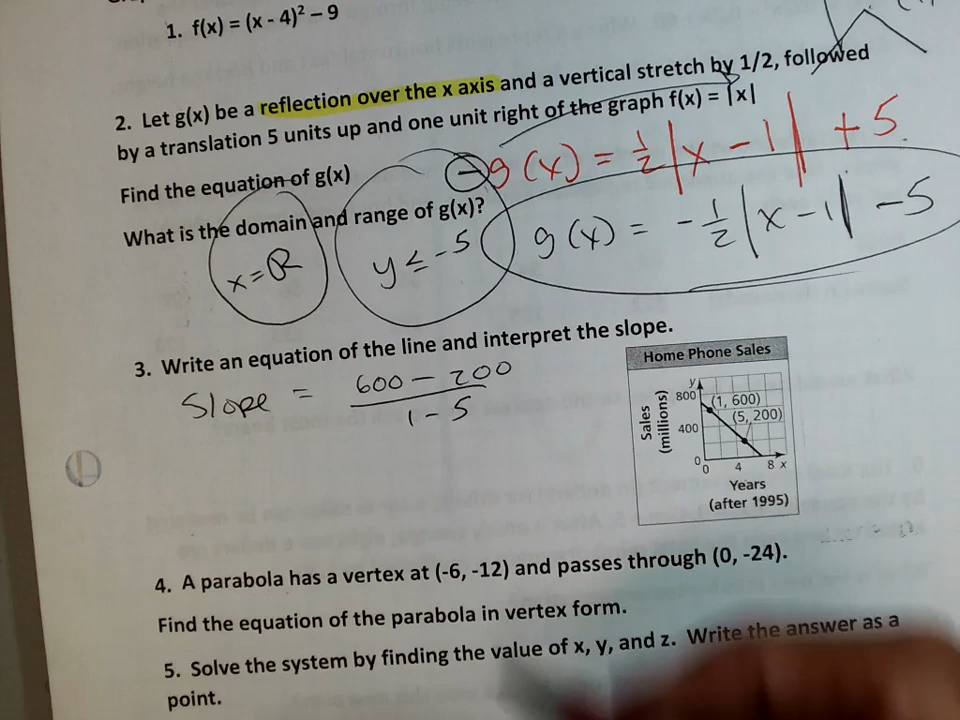 1. f(x) = (x - 4)² – 9
2. Let g(x) be a reflection over the x axis and a vertical stretch by 1/2, followed
by a translation 5 units up and one unit right of the graph f(x) = |x|
Find the equation of g(x)
-g(x) = 1/2|x - 1| + 5
What is the domain and range of g(x)?
x = ℝ
y ≤ -5
g(x) = -1/2|x - 1| - 5
3. Write an equation of the line and interpret the slope.
Slope = (600 - 200)/(1 - 5)
Home Phone Sales
Sales
(millions)
y
800
400
0
(1, 600)
(5, 200)
0 4 8 x
Years
(after 1995)
4. A parabola has a vertex at (-6, -12) and passes through (0, -24).
Find the equation of the parabola in vertex form.
5. Solve the system by finding the value of x, y, and z. Write the answer as a
point.